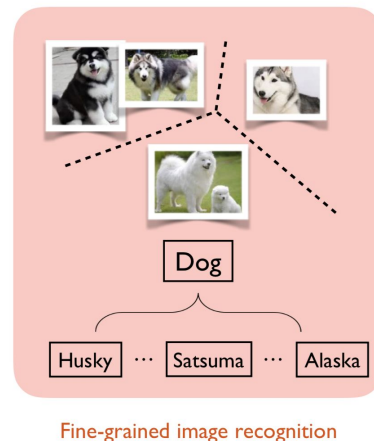 Dog
Husky ... Satsuma ... Alaska
Fine-grained image recognition